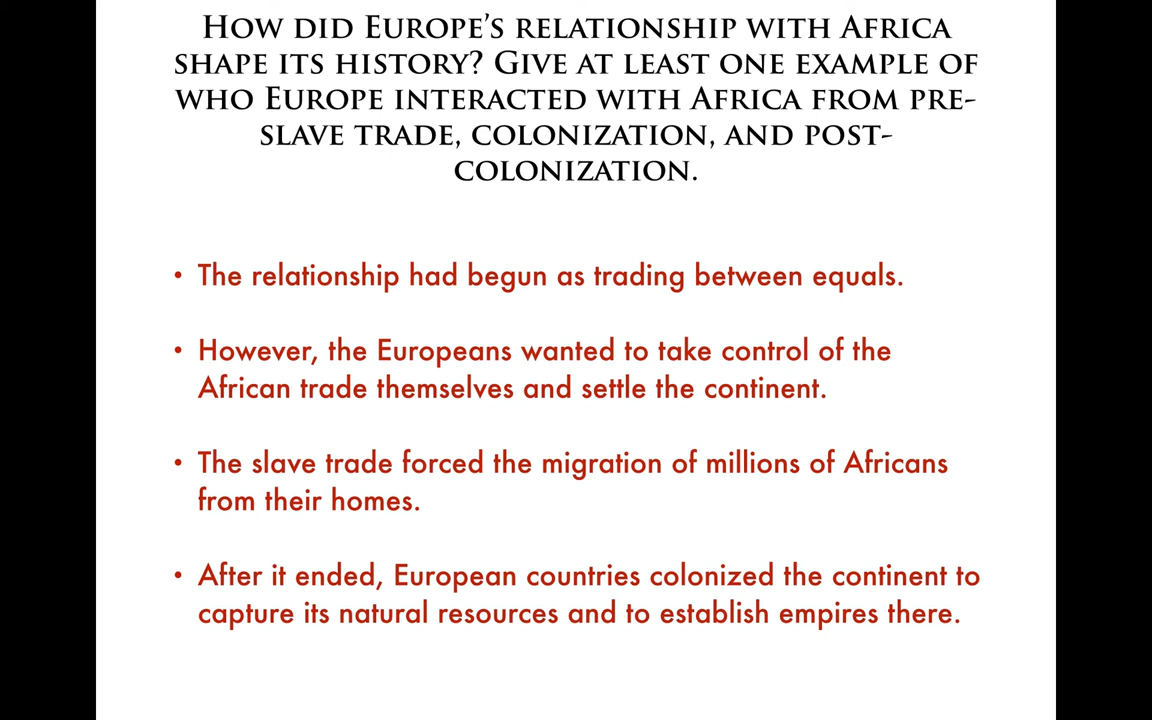 How did Europe's relationship with Africa
shape its history? Give at least one example of
who Europe interacted with Africa from pre-
slave trade, colonization, and post-
colonization.
• The relationship had begun as trading between equals.
• However, the Europeans wanted to take control of the
African trade themselves and settle the continent.
• The slave trade forced the migration of millions of Africans
from their homes.
• After it ended, European countries colonized the continent to
capture its natural resources and to establish empires there.